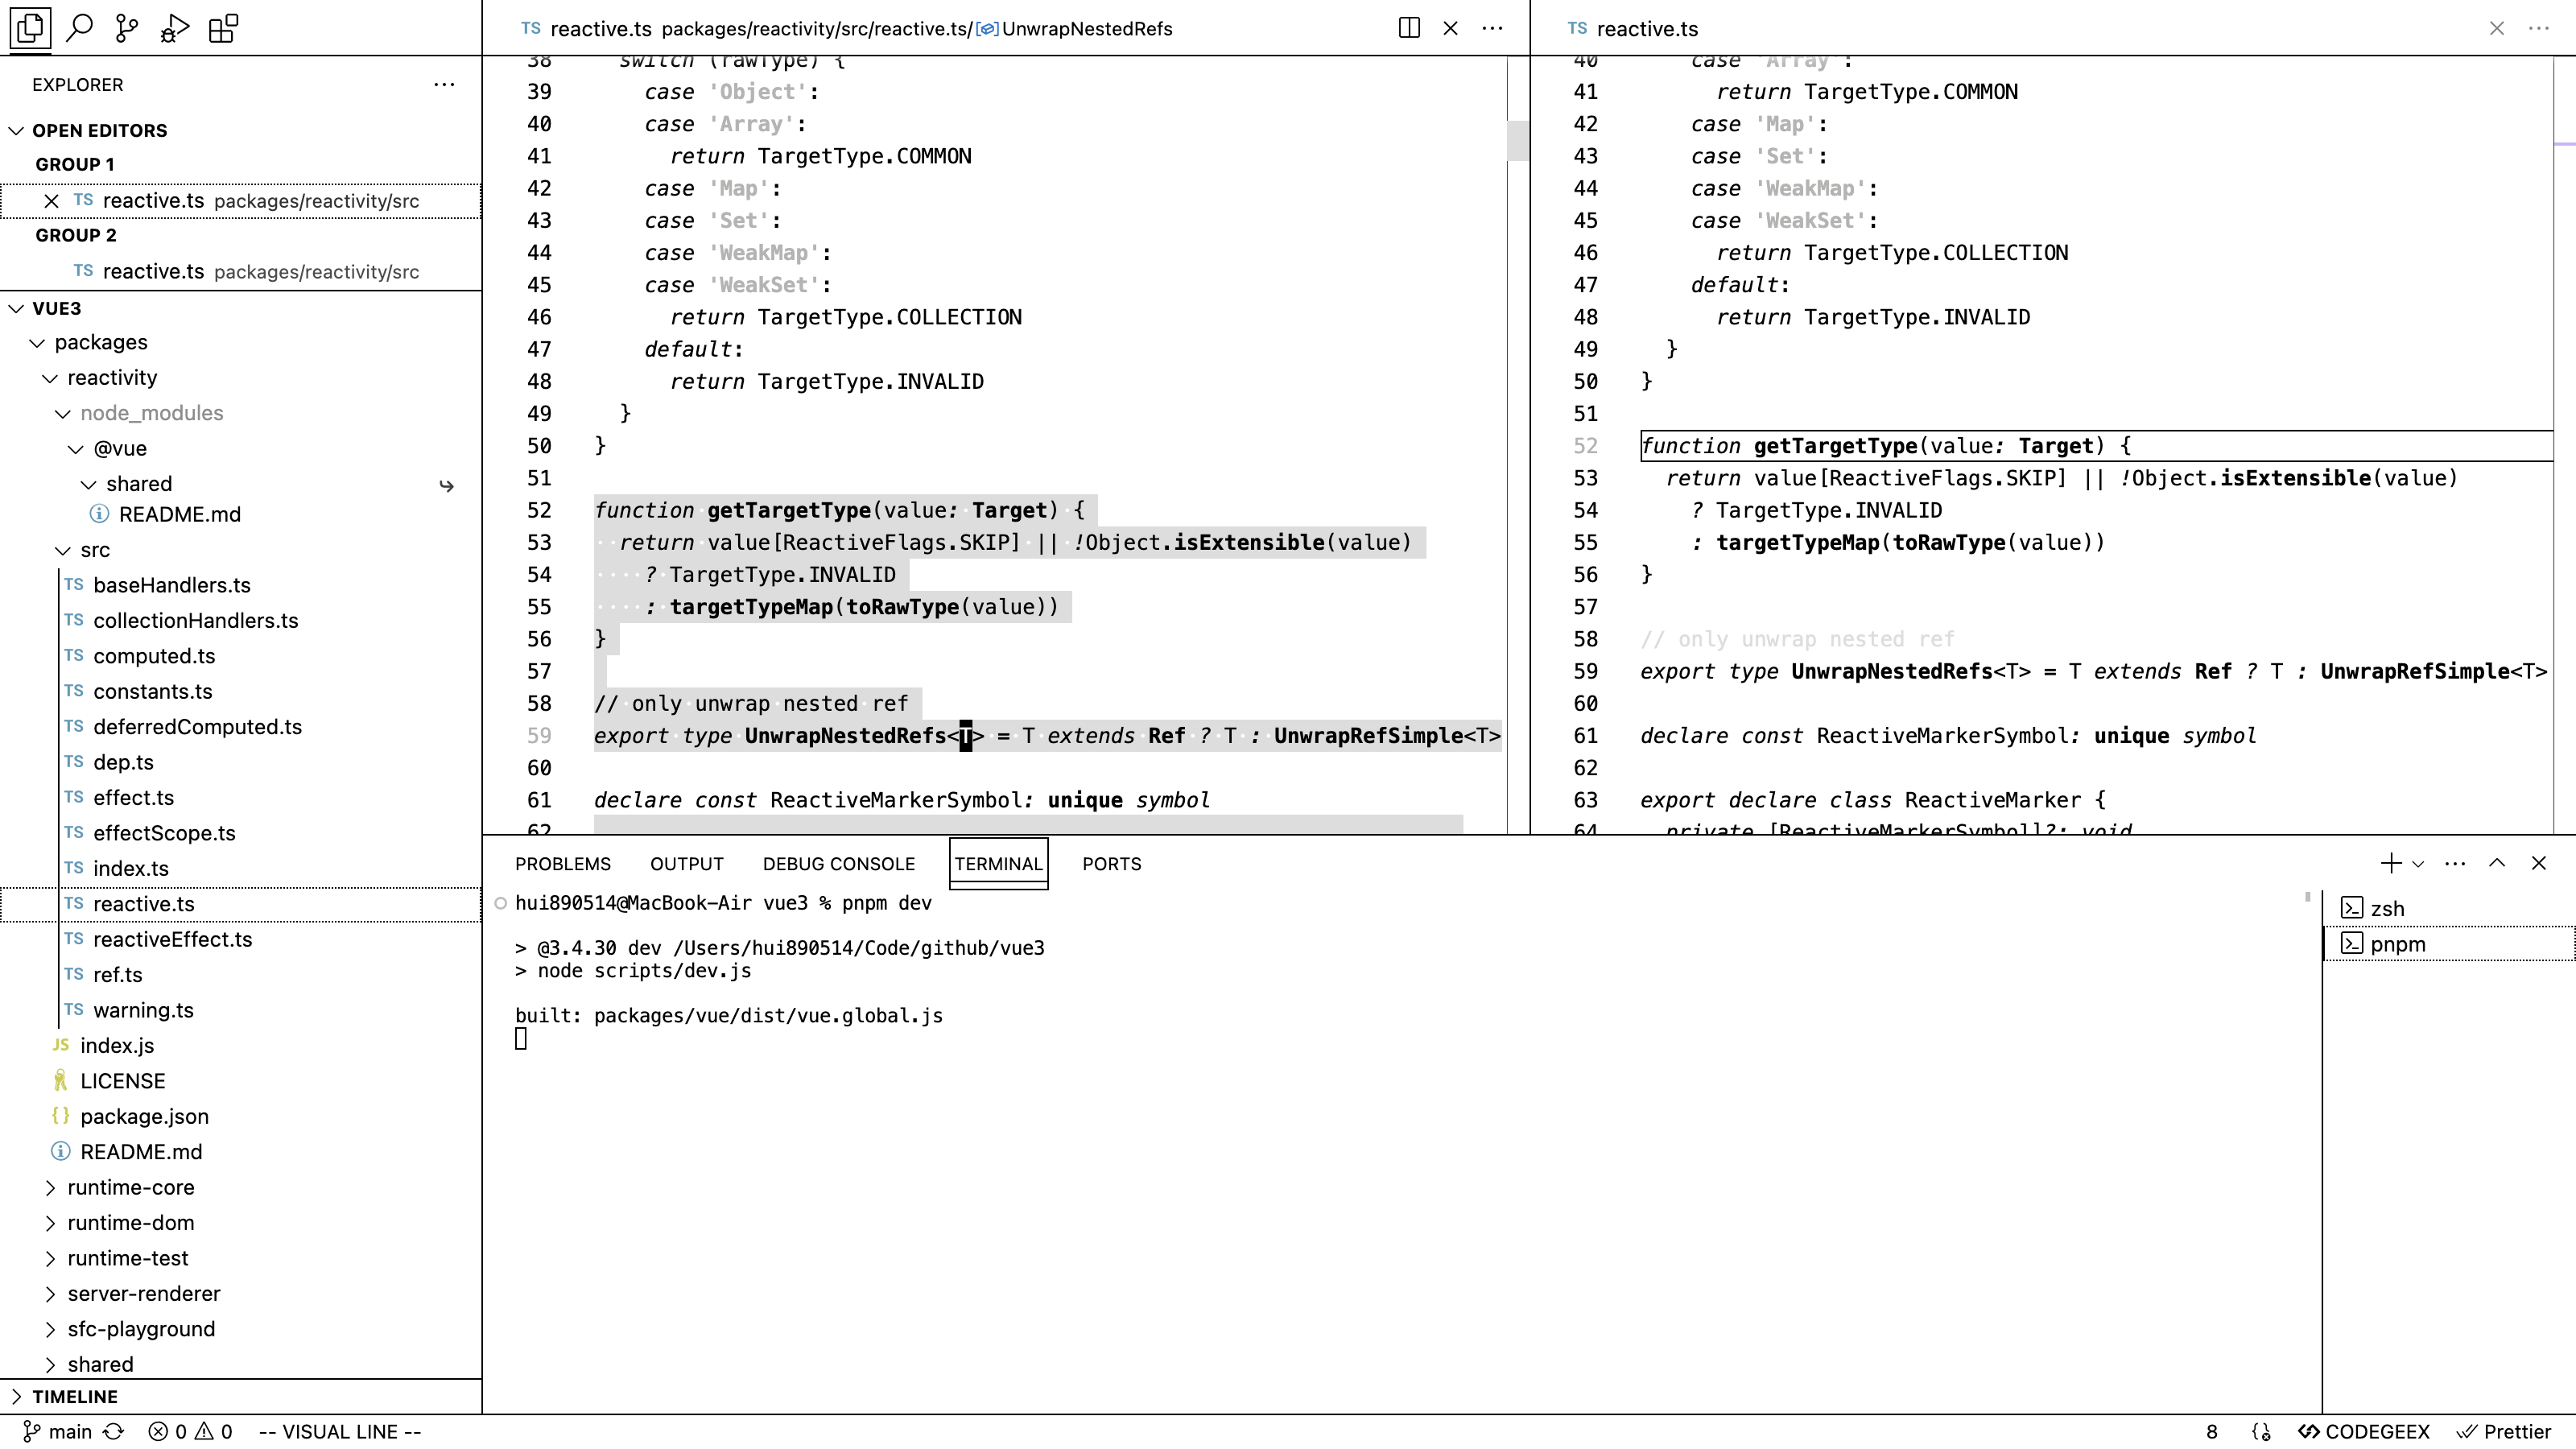 EXPLORER
OPEN EDITORS
GROUP 1
TS reactive.ts packages/reactivity/src
GROUP 2
TS reactive.ts packages/reactivity/src
VUE3
packages
reactivity
node_modules
@vue
shared
README.md
src
TS baseHandlers.ts
TS collectionHandlers.ts
TS computed.ts
TS constants.ts
TS deferredComputed.ts
TS dep.ts
TS effect.ts
TS effectScope.ts
TS index.ts
TS reactive.ts
TS reactiveEffect.ts
TS ref.ts
TS warning.ts
JS index.js
LICENSE
{} package.json
README.md
runtime-core
runtime-dom
runtime-test
server-renderer
sfc-playground
shared
TIMELINE
TS reactive.ts packages/reactivity/src/reactive.ts/UnwrapNestedRefs
38 switch (rawType) {
39 case 'Object':
40 case 'Array':
41 return TargetType.COMMON
42 case 'Map':
43 case 'Set':
44 case 'WeakMap':
45 case 'WeakSet':
46 return TargetType.COLLECTION
47 default:
48 return TargetType.INVALID
49 }
50 }
51
52 function getTargetType(value: Target) {
53 return value[ReactiveFlags.SKIP] || !Object.isExtensible(value)
54 ? TargetType.INVALID
55 : targetTypeMap(toRawType(value))
56 }
57
58 // only unwrap nested ref
59 export type UnwrapNestedRefs<T> = T extends Ref ? T : UnwrapRefSimple<T>
60
61 declare const ReactiveMarkerSymbol: unique symbol
62
TS reactive.ts
40 case 'Array':
41 return TargetType.COMMON
42 case 'Map':
43 case 'Set':
44 case 'WeakMap':
45 case 'WeakSet':
46 return TargetType.COLLECTION
47 default:
48 return TargetType.INVALID
49 }
50 }
51
52 function getTargetType(value: Target) {
53 return value[ReactiveFlags.SKIP] || !Object.isExtensible(value)
54 ? TargetType.INVALID
55 : targetTypeMap(toRawType(value))
56 }
57
58 // only unwrap nested ref
59 export type UnwrapNestedRefs<T> = T extends Ref ? T : UnwrapRefSimple<T>
60
61 declare const ReactiveMarkerSymbol: unique symbol
62
63 export declare class ReactiveMarker {
64 private [ReactiveMarkerSymbol]?: void
PROBLEMS OUTPUT DEBUG CONSOLE TERMINAL PORTS
hui890514@MacBook-Air vue3 % pnpm dev
> @3.4.30 dev /Users/hui890514/Code/github/vue3
> node scripts/dev.js
built: packages/vue/dist/vue.global.js
zsh
pnpm
main 0 0 -- VISUAL LINE -- 8 CODEGEEX Prettier